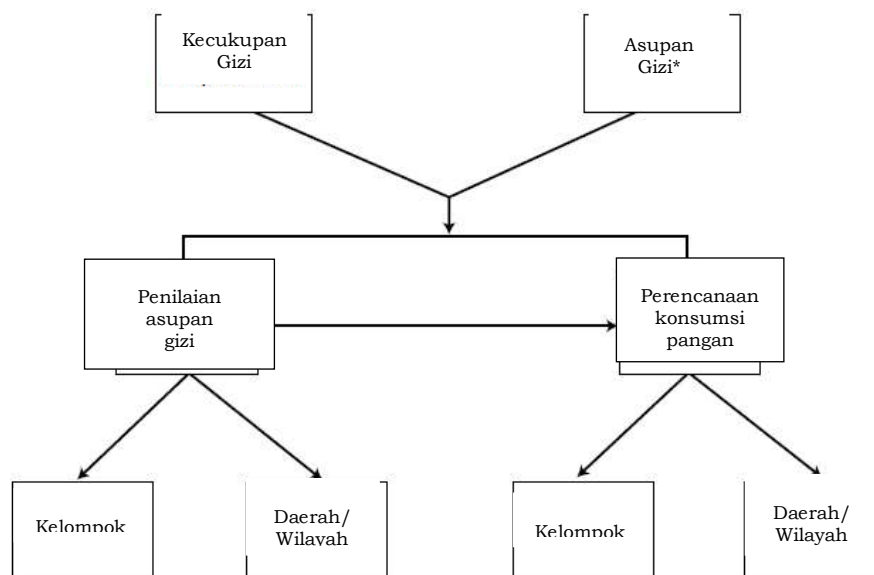 Kecukupan
Gizi
Asupan
Gizi*
Penilaian
asupan
gizi
Perencanaan
konsumsi
pangan
Kelompok
Daerah/
Wilayah
Kelompok
Daerah/
Wilayah